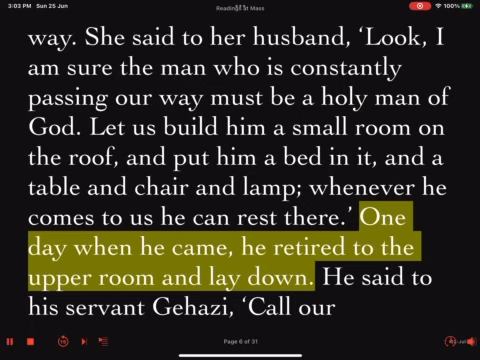 3:03 PM Sun 25 Jun
100%
way. She said to her husband, ‘Look, I
am sure the man who is constantly
passing our way must be a holy man of
God. Let us build him a small room on
the roof, and put him a bed in it, and a
table and chair and lamp; whenever he
comes to us he can rest there.’ One
day when he came, he retired to the
upper room and lay down. He said to
his servant Gehazi, ‘Call our
Page 6 of 31